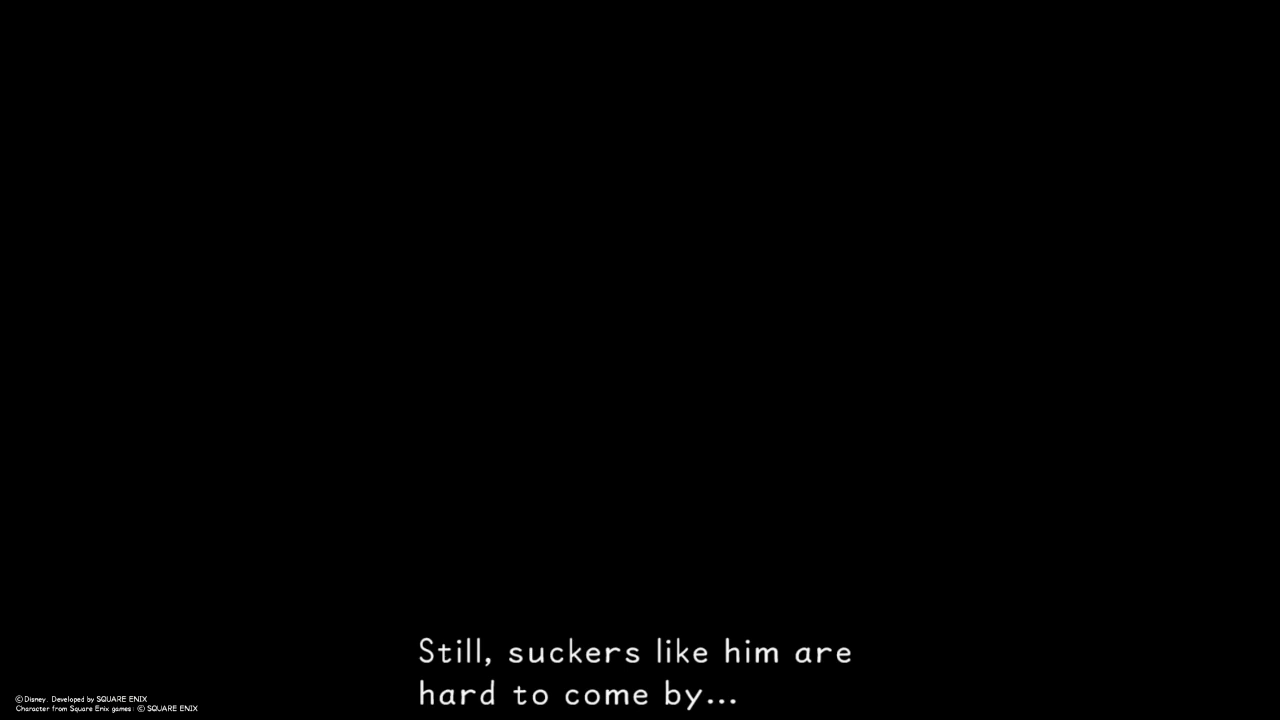 Still, suckers like him are
hard to come by...
©Disney. Developed by SQUARE ENIX
Character from Square Enix games: © SQUARE ENIX